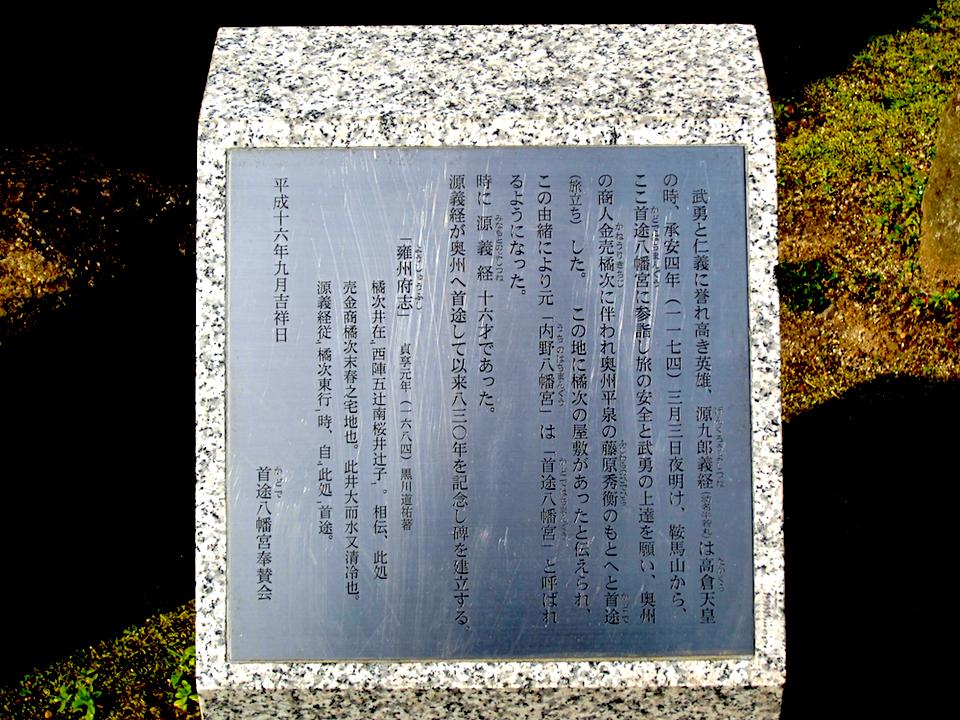 武勇と仁義に誉れ高き英雄、源九郎義経（幼名牛若丸）は高倉天皇
の時、承安四年（一一七四）三月三日夜明け、鞍馬山から、
ここ首途八幡宮に参詣し旅の安全と武勇の上達を願い、奥州
の商人金売橘次に伴われ奥州平泉の藤原秀衡のもとへと首途
（旅立ち）した。この地に橘次の屋敷があったと伝えられ、
この由緒により元「内野八幡宮」は「首途八幡宮」と呼ばれ
るようになった。
時に 源 義 経 十六才であった。
源義経が奥州へ首途して以来八三〇年を記念し碑を建立する。
「雍州府志」 貞享元年（一六八四）黒川道祐著
橘次井在㆓西陣五辻南桜井辻子㆒。相伝、此処
売金商橘次末春之宅地也。此井大而水又清冷也。
源義経従㆓橘次東行㆒時、自㆓此処㆒首途。
平成十六年九月吉祥日
首途八幡宮奉賛会